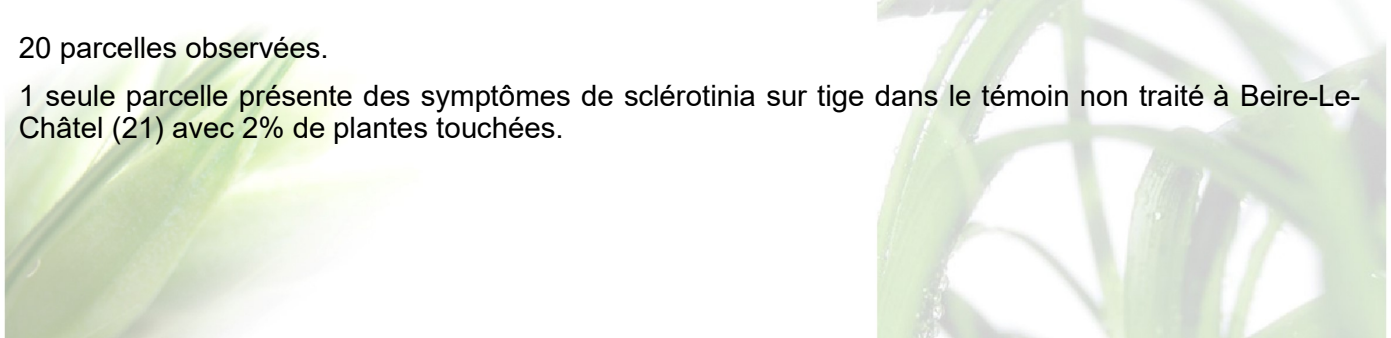 20 parcelles observées.
1 seule parcelle présente des symptômes de sclérotinia sur tige dans le témoin non traité à Beire-Le-
Châtel (21) avec 2% de plantes touchées.